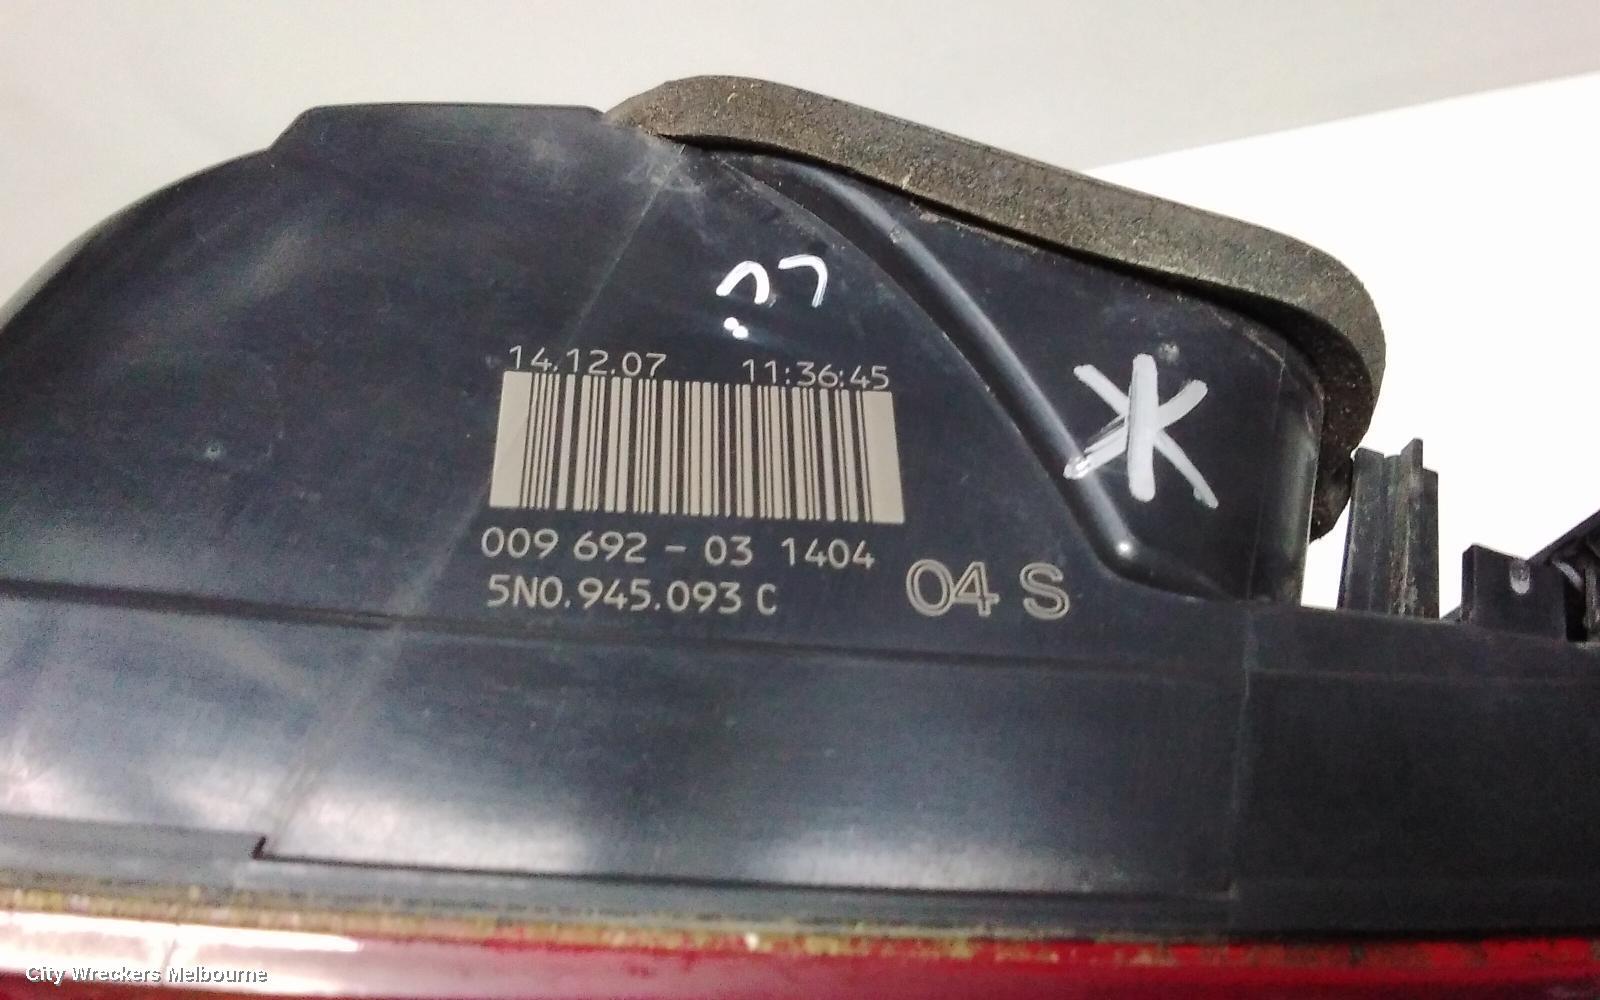 14.12.07 11:36:45
009 692 - 03 1404
5N0.945.093 C
04 S
City Wreckers Melbourne